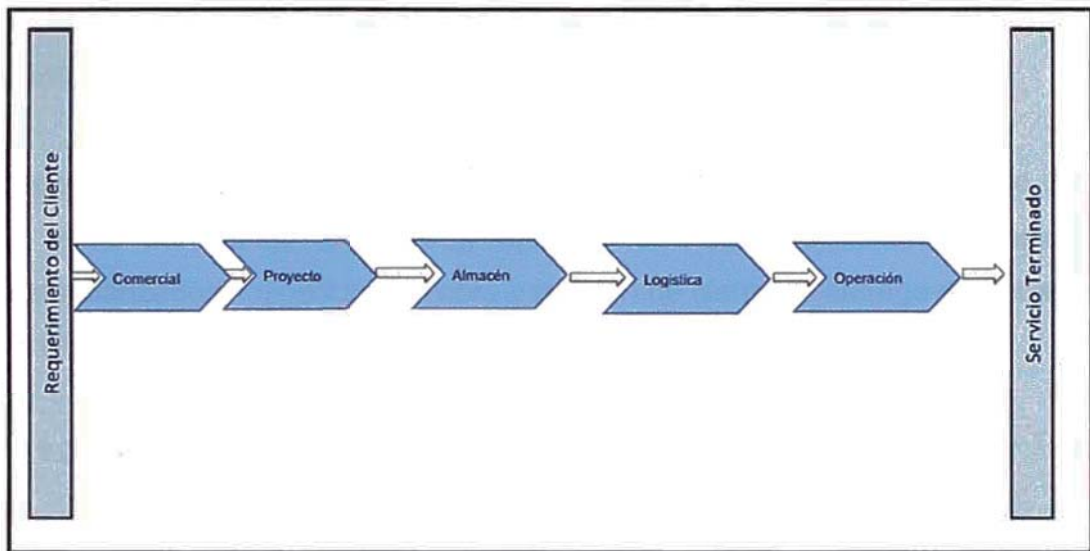 Requerimiento del Cliente
Comercial
Proyecto
Almacén
Logística
Operación
Servicio Terminado